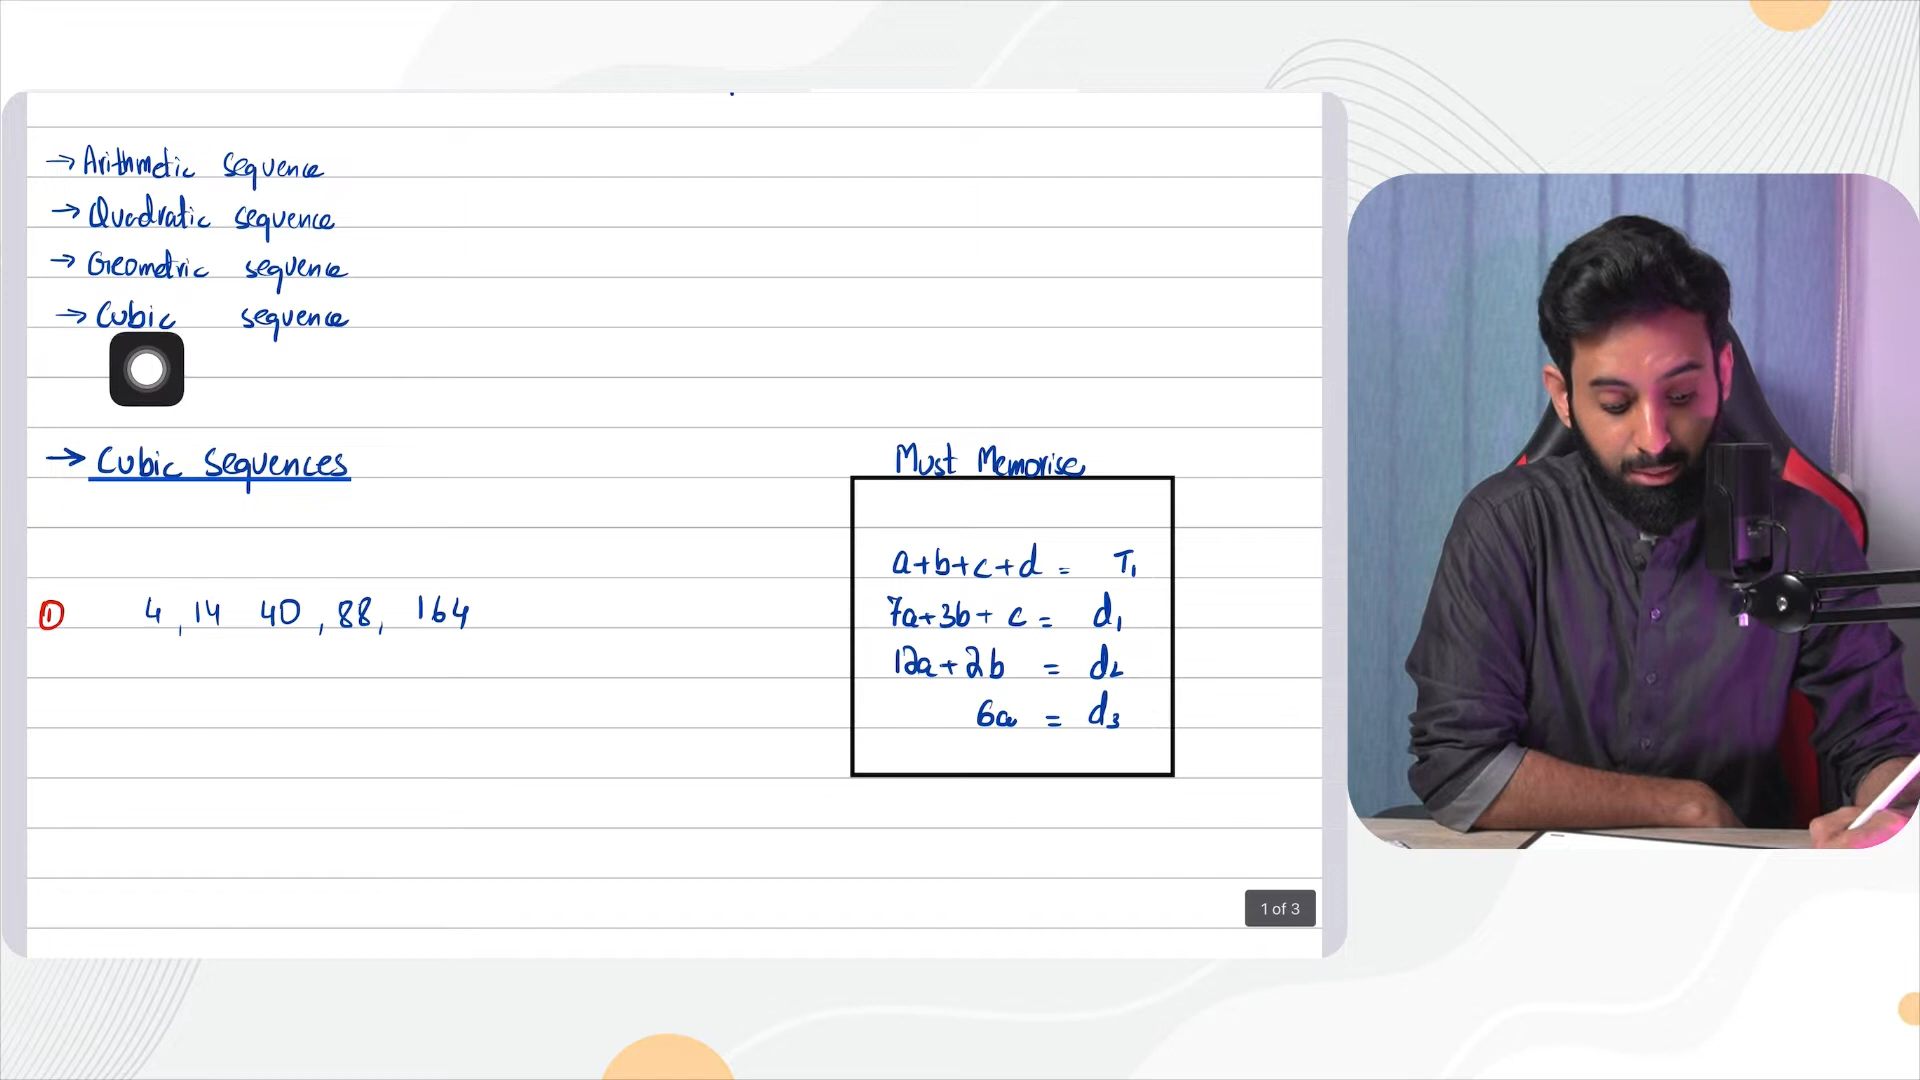 → Arithmetic sequence
→ Quadratic sequence
→ Geometric sequence
→ Cubic sequence
→ Cubic Sequences
Must Memorise
a+b+c+d = T₁
7a+3b+c = d₁
12a+2b = d₂
6a = d₃
① 4, 14 40, 88, 164
1 of 3